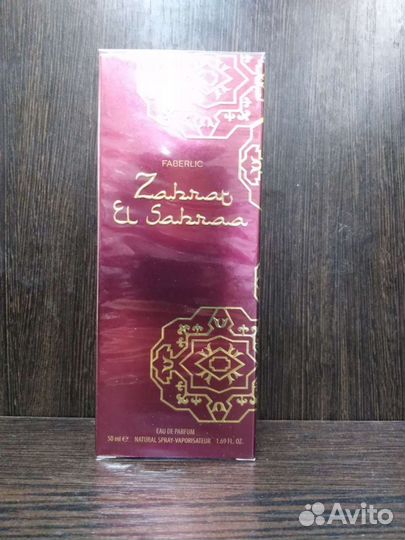 FABERLIC
Zahrat
El Sahraa
EAU DE PARFUM
50 ml e NATURAL SPRAY-VAPORISATEUR 1.69 FL. OZ.
Avito